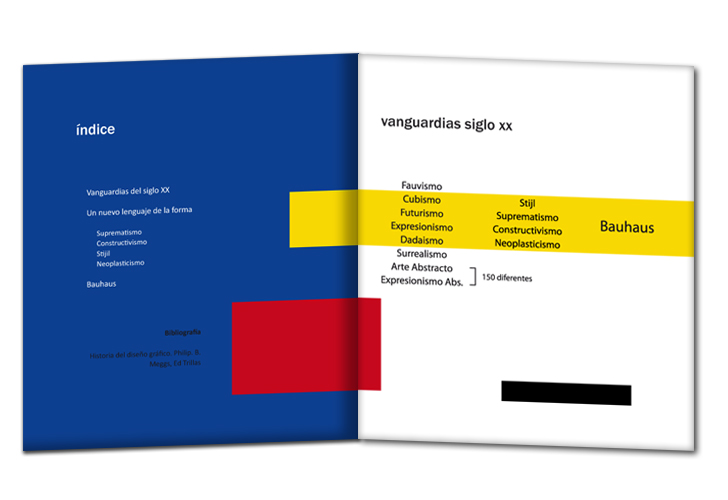 índice
Vanguardias del siglo XX
Un nuevo lenguaje de la forma
Suprematismo
Constructivismo
Stijil
Neoplasticismo
Bauhaus
Bibliografía
Historia del diseño gráfico, Philip. B.
Meggs, Ed Trillas
vanguardias siglo xx
Fauvismo
Cubismo
Futurismo
Expresionismo
Dadaismo
Surrealismo
Arte Abstracto
Expresionismo Abs.
150 diferentes
Stijl
Suprematismo
Constructivismo
Neoplasticismo
Bauhaus